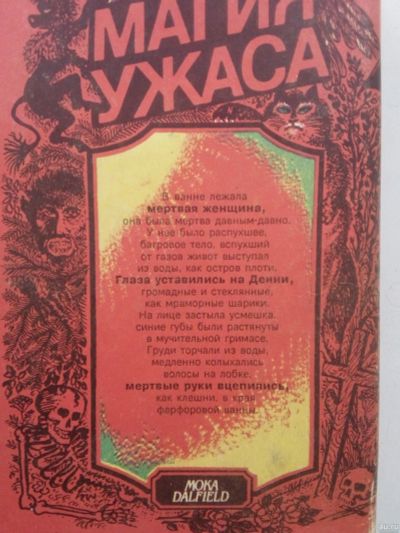 МАГИЯ
УЖАСА
В ванне лежала
мертвая женщина,
она была мертва давным-давно.
У нее было распухшее,
багровое тело, вспухший
от газов живот выступал
из воды, как остров плоти.
Глаза уставились на Денни,
громадные и стеклянные,
как мраморные шарики.
На лице застыла усмешка,
синие губы были растянуты
в мучительной гримасе.
Груди торчали из воды,
медленно колыхались
волосы на лобке,
мертвые руки вцепились,
как клешни, в края
фарфоровой ванны.
MOKA
DALFIELD
au.ru